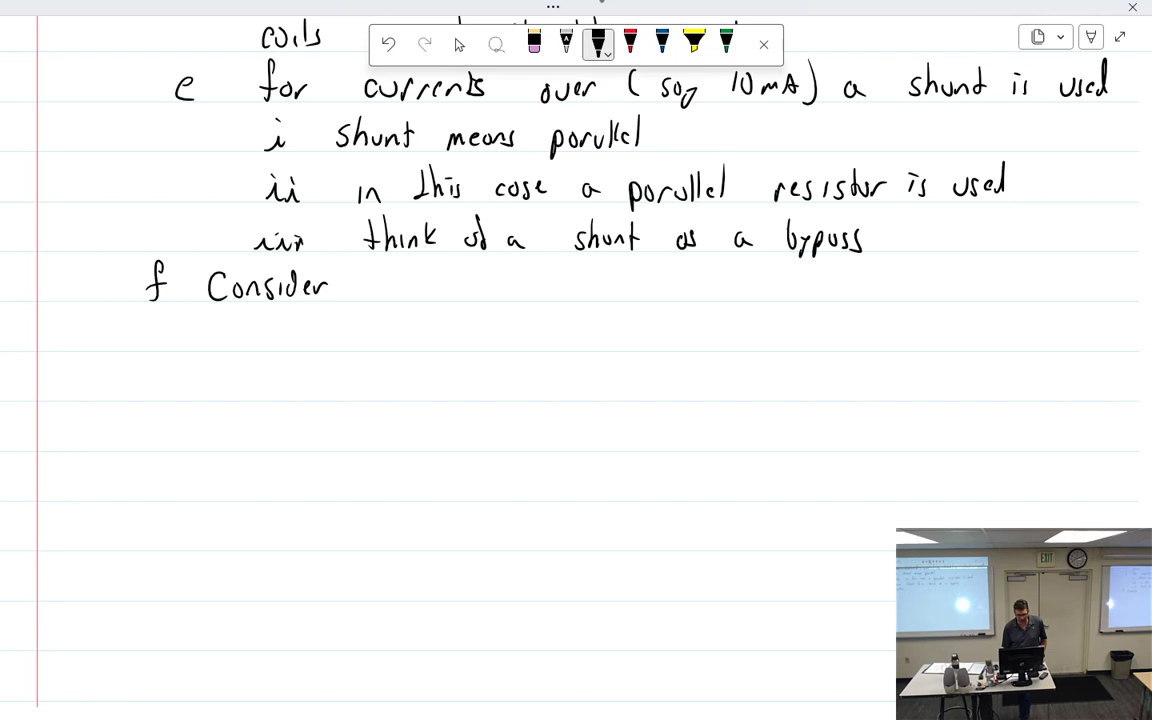 coils
e for currents over (say 10mA) a shunt is used
i shunt means parallel
ii in this case a parallel resistor is used
iii think of a shunt as a bypass
f Consider
EXIT